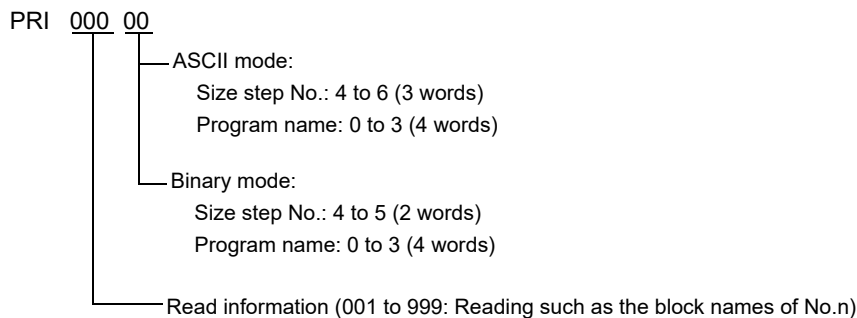 PRI 000 00
ASCII mode:
Size step No.: 4 to 6 (3 words)
Program name: 0 to 3 (4 words)
Binary mode:
Size step No.: 4 to 5 (2 words)
Program name: 0 to 3 (4 words)
Read information (001 to 999: Reading such as the block names of No.n)